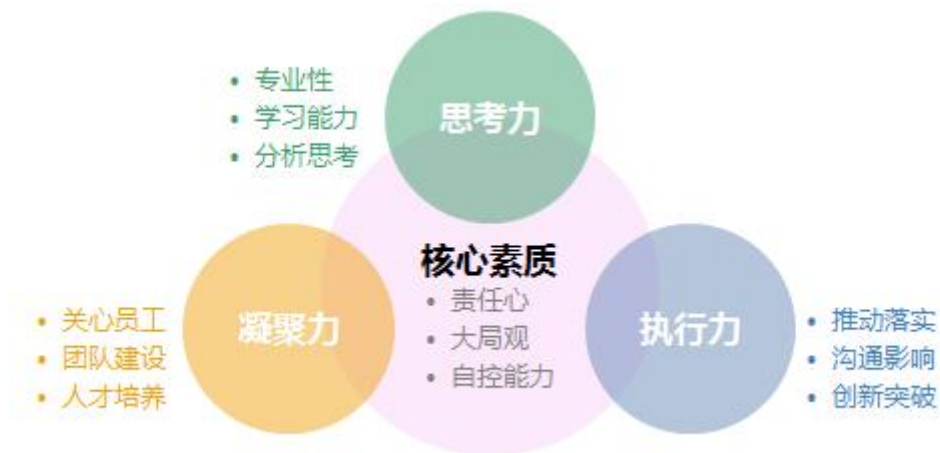 思考力
• 专业性
• 学习能力
• 分析思考
核心素质
• 责任心
• 大局观
• 自控能力
凝聚力
• 关心员工
• 团队建设
• 人才培养
执行力
• 推动落实
• 沟通影响
• 创新突破